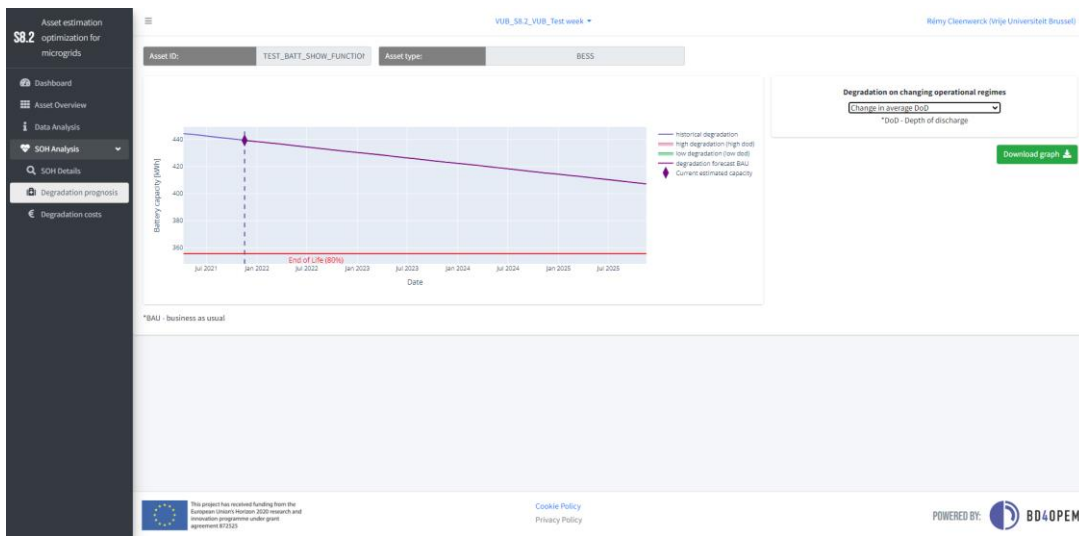 Asset estimation
S8.2 optimization for
microgrids
Dashboard
Asset Overview
Data Analysis
SOH Analysis
SOH Details
Degradation prognosis
€ Degradation costs
VUB_S8.2_VUB_Test week
Rémy Cleenwerck (Vrije Universiteit Brussel)
Asset ID:
TEST_BATT_SHOW_FUNCTION
Asset type:
BESS
Battery capacity [kWh]
440
420
400
380
360
End of Life (80%)
Jul 2021
Jan 2022
Jul 2022
Jan 2023
Jul 2023
Jan 2024
Jul 2024
Jan 2025
Jul 2025
Date
historical degradation
high degradation (high dod)
low degradation (low dod)
degradation forecast BAU
Current estimated capacity
*BAU - business as usual
Degradation on changing operational regimes
Change in average DoD
*DoD - Depth of discharge
Download graph
This project has received funding from the
European Union's Horizon 2020 research and
innovation programme under grant
agreement 872525
Cookie Policy
Privacy Policy
POWERED BY:
BD4OPEM